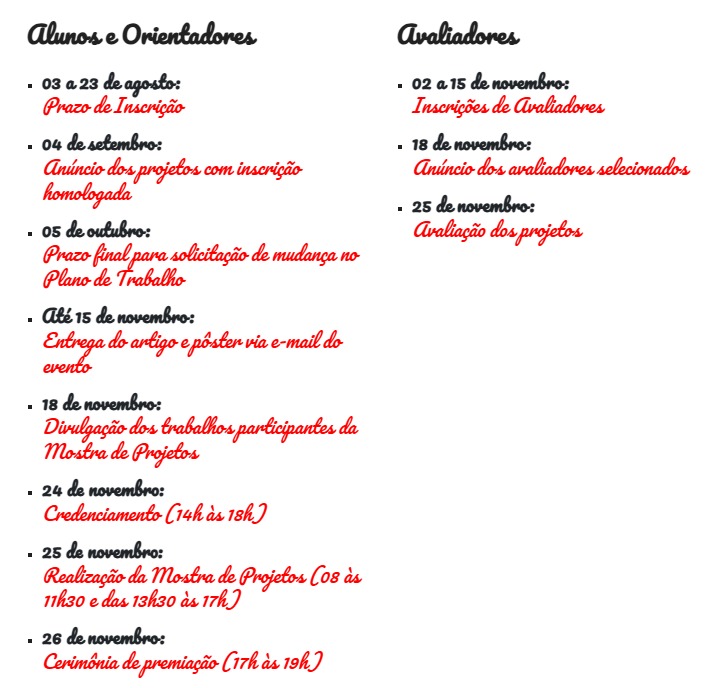 Alunos e Orientadores
03 a 23 de agosto:
Prazo de Inscrição
04 de setembro:
Anúncio dos projetos com inscrição
homologada
05 de outubro:
Prazo final para solicitação de mudança no
Plano de Trabalho
Até 15 de novembro:
Entrega do artigo e pôster via e-mail do
evento
18 de novembro:
Divulgação dos trabalhos participantes da
Mostra de Projetos
24 de novembro:
Credenciamento (14h às 18h)
25 de novembro:
Realização da Mostra de Projetos (08 às
11h30 e das 13h30 às 17h)
26 de novembro:
Cerimônia de premiação (17h às 19h)
Avaliadores
02 a 15 de novembro:
Inscrições de Avaliadores
18 de novembro:
Anúncio dos avaliadores selecionados
25 de novembro:
Avaliação dos projetos